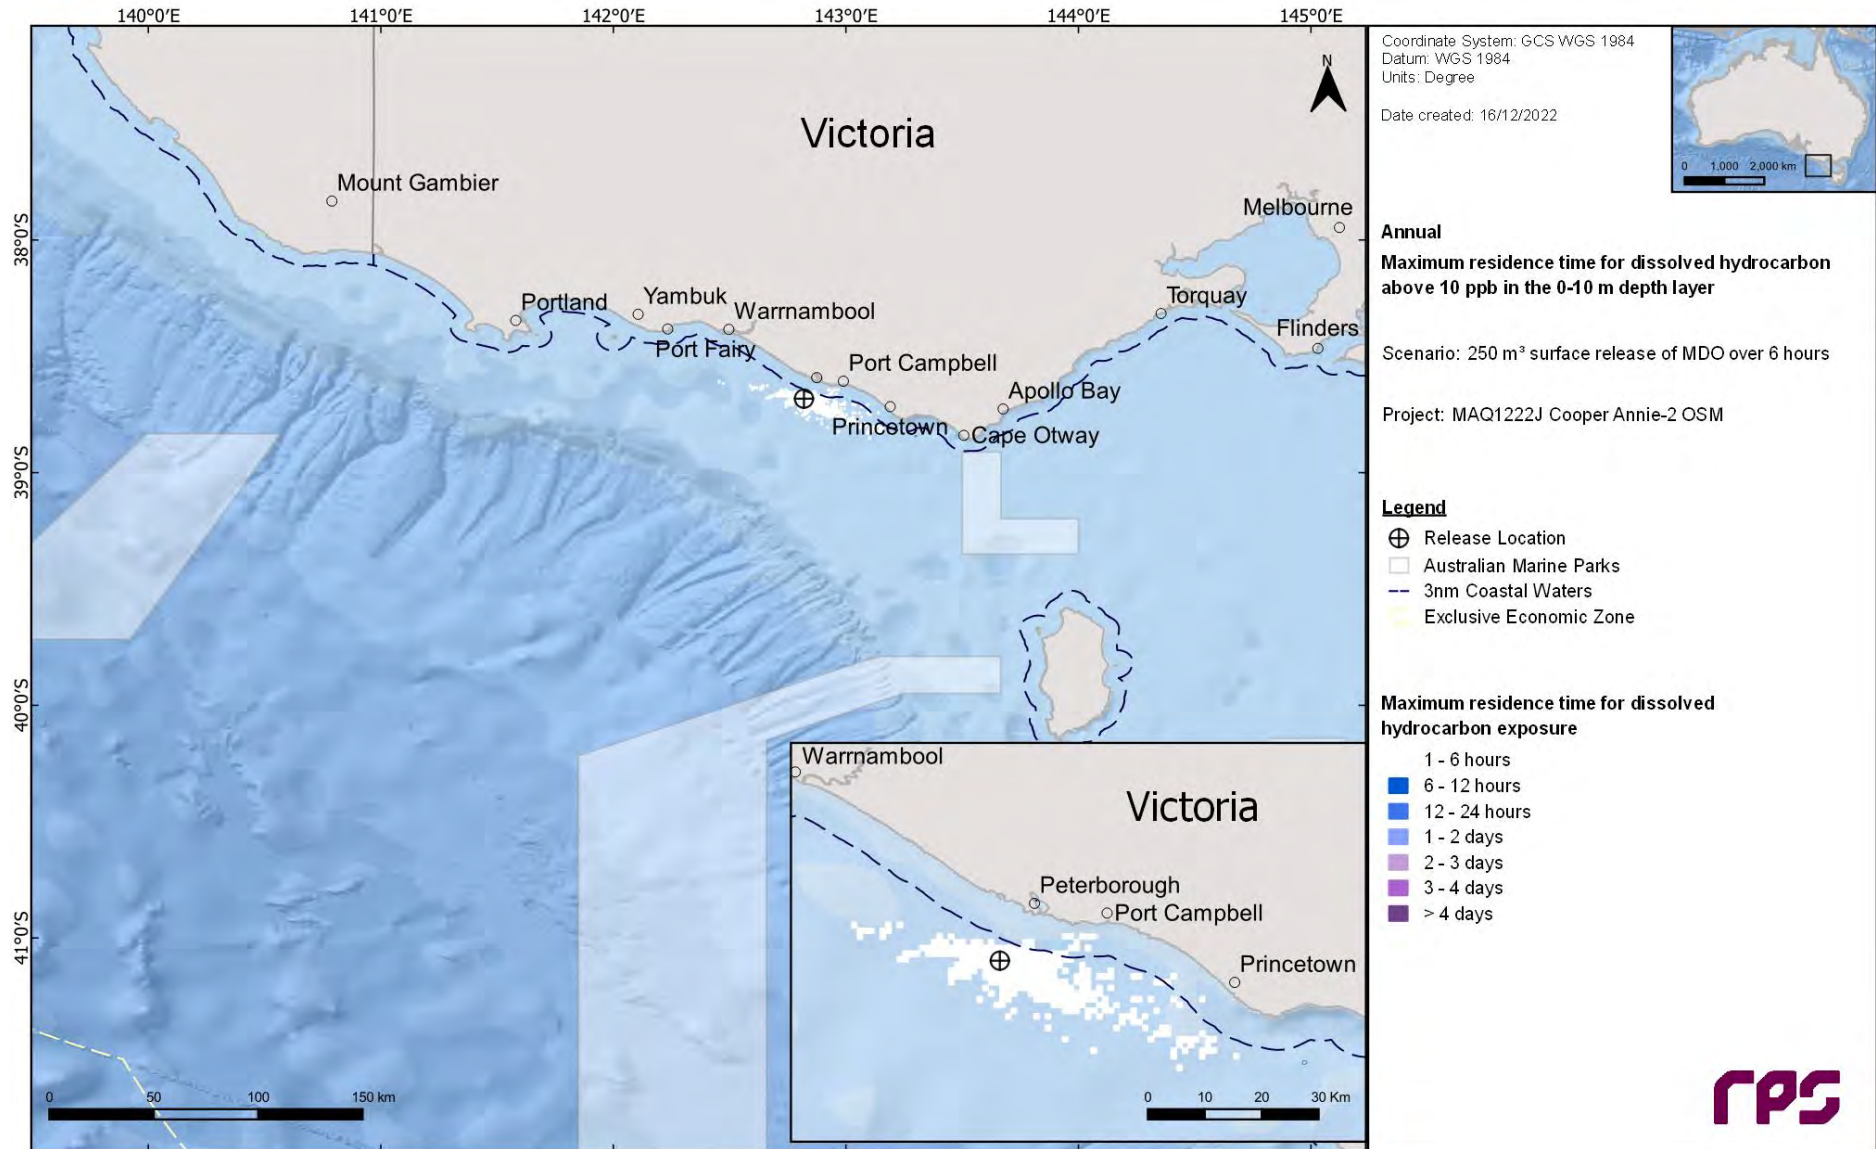 140°0'E
141°0'E
142°0'E
143°0'E
144°0'E
145°0'E
38°0'S
39°0'S
40°0'S
41°0'S
N
Victoria
Mount Gambier
Melbourne
Portland
Yambuk
Warrnambool
Torquay
Flinders
Port Fairy
Port Campbell
Apollo Bay
Princetown
Cape Otway
0 50 100 150 km
Warrnambool
Victoria
Peterborough
Port Campbell
Princetown
0 10 20 30 Km
Coordinate System: GCS WGS 1984
Datum: WGS 1984
Units: Degree
Date created: 16/12/2022
0 1,000 2,000 km
Annual
Maximum residence time for dissolved hydrocarbon
above 10 ppb in the 0-10 m depth layer
Scenario: 250 m³ surface release of MDO over 6 hours
Project: MAQ1222J Cooper Annie-2 OSM
Legend
Release Location
Australian Marine Parks
3nm Coastal Waters
Exclusive Economic Zone
Maximum residence time for dissolved
hydrocarbon exposure
1 - 6 hours
6 - 12 hours
12 - 24 hours
1 - 2 days
2 - 3 days
3 - 4 days
> 4 days
rps